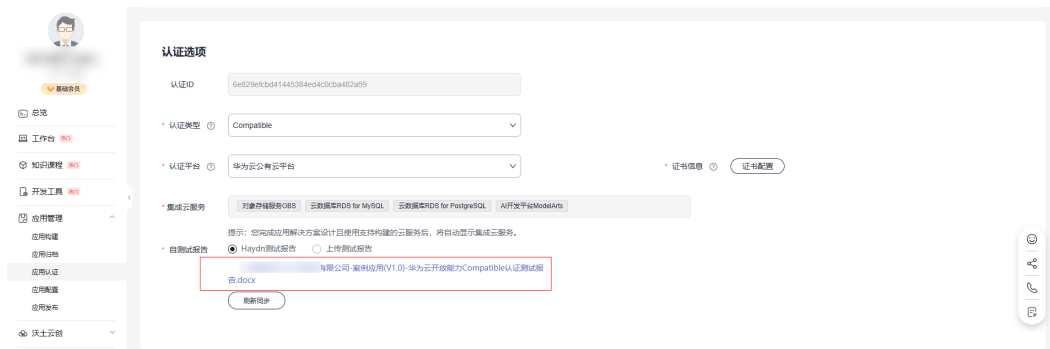 基础会员
总览
工作台 热门
知识课程 热门
开发工具 热门
应用管理
应用构建
应用归档
应用认证
应用配置
应用发布
沃土云创
认证选项
认证ID 6e829efcbd41445384ed4c0cba482a59
* 认证类型 ? Compatible
* 认证平台 ? 华为云公有云平台 * 证书信息 ? 证书配置
* 集成云服务 对象存储服务OBS 云数据库RDS for MySQL 云数据库RDS for PostgreSQL AI开发平台ModelArts
提示：您完成应用解决方案设计且使用支持构建的云服务后，将自动显示集成云服务。
* 自测试报告 Haydn测试报告 上传测试报告
有限公司-案例应用(V1.0)-华为云开放能力Compatible认证测试报
告.docx
刷新同步